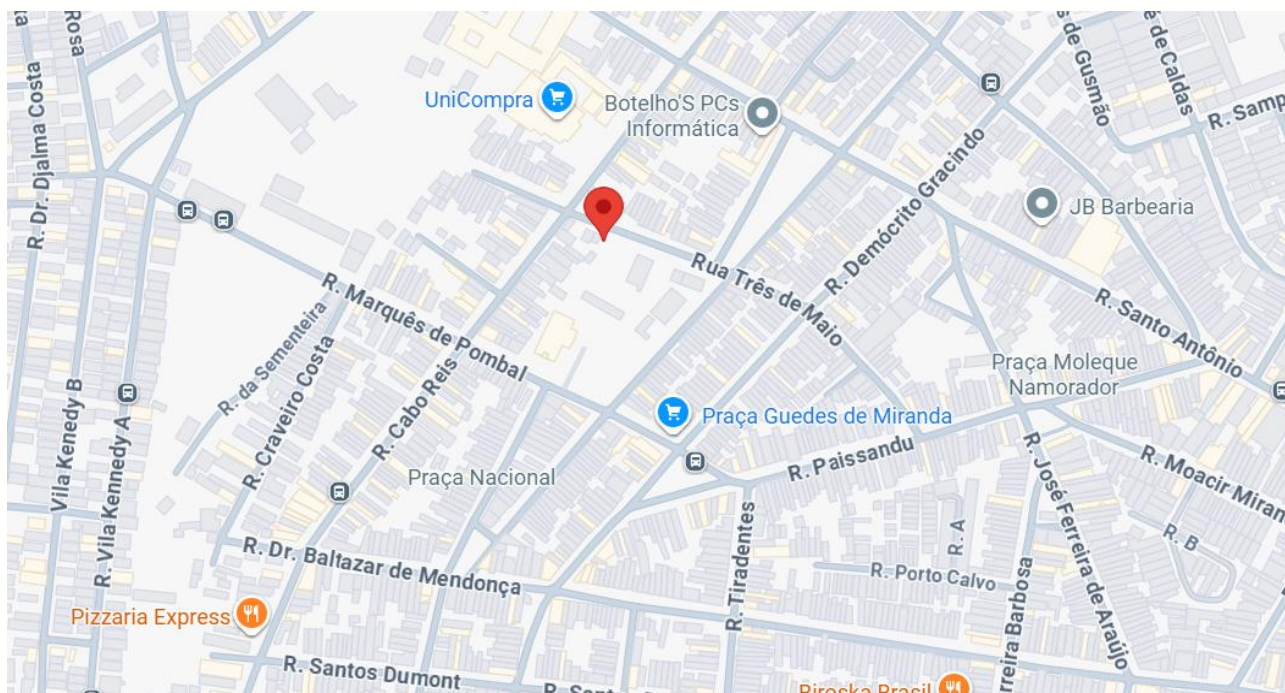 Rosa
R. Dr. Djalma Costa
UniCompra
Botelho'S PCs
Informática
s de Gusmão
á de Caldas
R. Samp
R. Demócrito Gracindo
JB Barbearia
Rua Três de Maio
R. Marquês de Pombal
R. da Sementeira
R. Craveiro Costa
R. Cabo Reis
R. Santo Antônio
Praça Moleque
Namorador
Vila Kenedy B
R. Vila Kennedy A
Praça Guedes de Miranda
Praça Nacional
R. Paissandu
R. José Ferreira de Araújo
R. Moacir Miran
R. A
R. B
R. Dr. Baltazar de Mendonça
R. Tiradentes
R. Porto Calvo
rreira Barbosa
Pizzaria Express
R. Santos Dumont